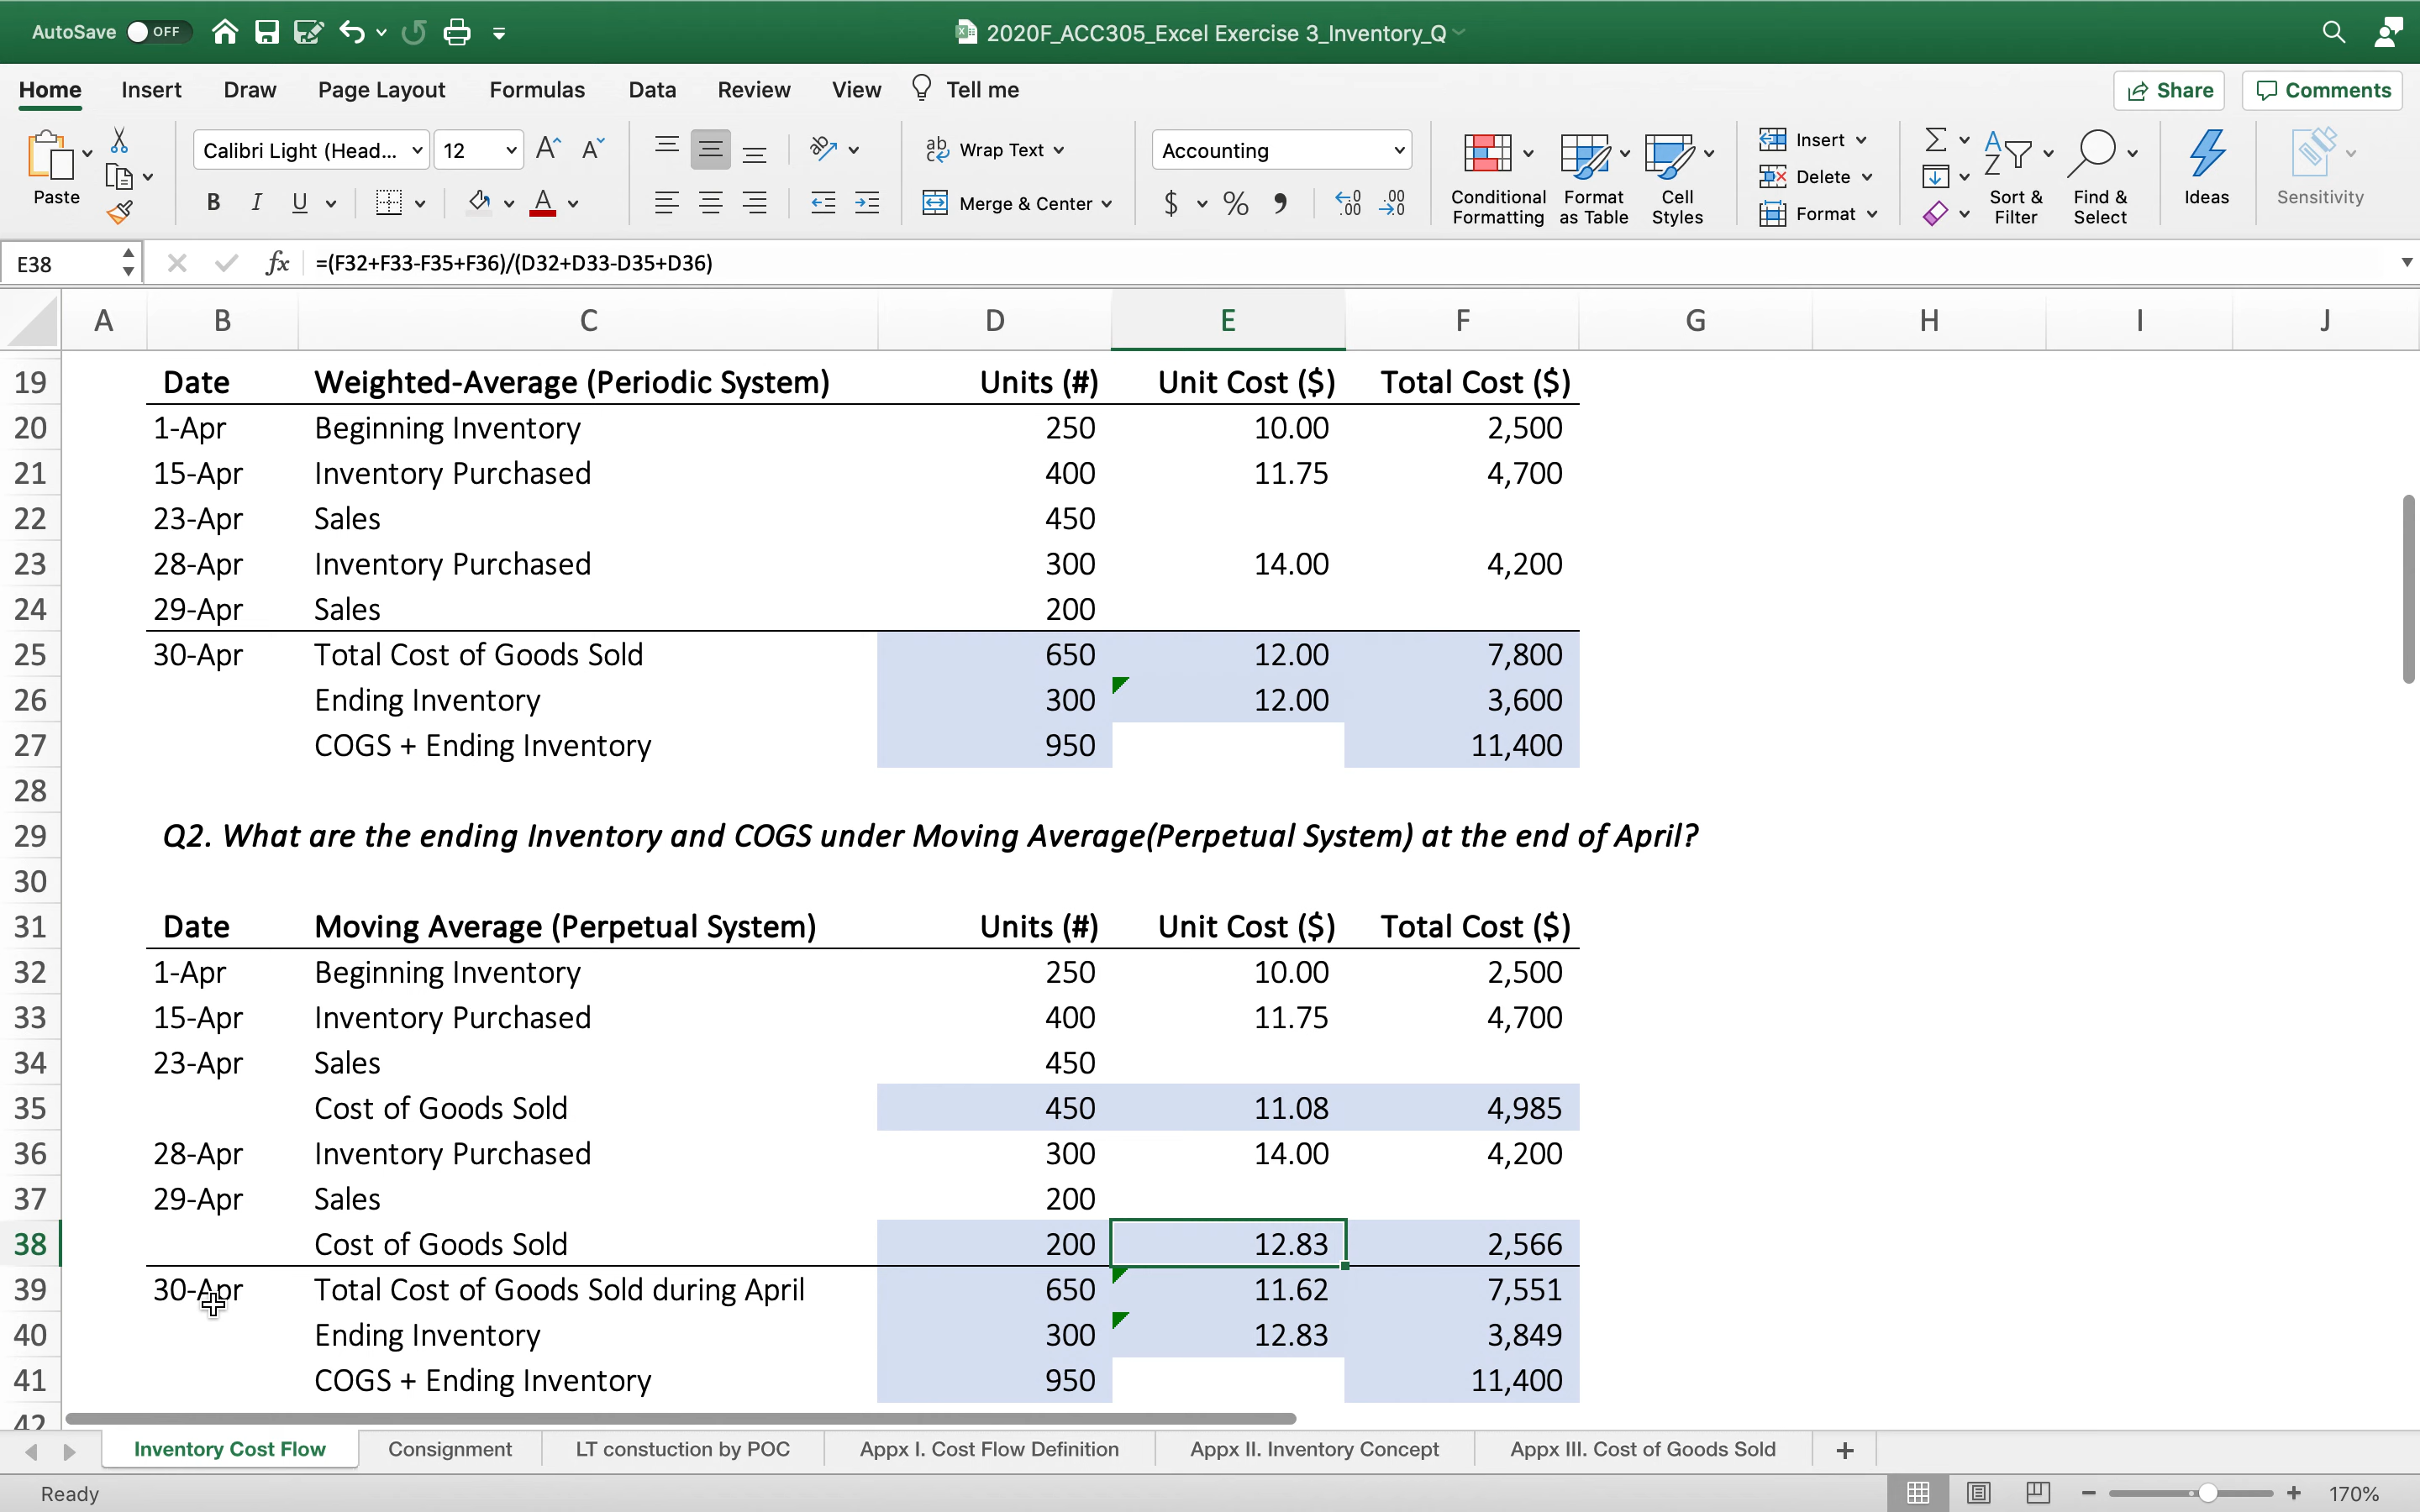 AutoSave OFF 2020F_ACC305_Excel Exercise 3_Inventory_Q
Home Insert Draw Page Layout Formulas Data Review View Tell me Share Comments
Paste Calibri Light (Head... 12 A A Wrap Text Accounting Insert
B I U A Merge & Center $ % Conditional Formatting Format as Table Cell Styles Delete Format Sort & Filter Find & Select Ideas Sensitivity
E38 fx =(F32+F33-F35+F36)/(D32+D33-D35+D36)
A B C D E F G H I J
19 Date Weighted-Average (Periodic System) Units (#) Unit Cost ($) Total Cost ($)
20 1-Apr Beginning Inventory 250 10.00 2,500
21 15-Apr Inventory Purchased 400 11.75 4,700
22 23-Apr Sales 450
23 28-Apr Inventory Purchased 300 14.00 4,200
24 29-Apr Sales 200
25 30-Apr Total Cost of Goods Sold 650 12.00 7,800
26 Ending Inventory 300 12.00 3,600
27 COGS + Ending Inventory 950 11,400
28
29 Q2. What are the ending Inventory and COGS under Moving Average(Perpetual System) at the end of April?
30
31 Date Moving Average (Perpetual System) Units (#) Unit Cost ($) Total Cost ($)
32 1-Apr Beginning Inventory 250 10.00 2,500
33 15-Apr Inventory Purchased 400 11.75 4,700
34 23-Apr Sales 450
35 Cost of Goods Sold 450 11.08 4,985
36 28-Apr Inventory Purchased 300 14.00 4,200
37 29-Apr Sales 200
38 Cost of Goods Sold 200 12.83 2,566
39 30-Apr Total Cost of Goods Sold during April 650 11.62 7,551
40 Ending Inventory 300 12.83 3,849
41 COGS + Ending Inventory 950 11,400
42
Inventory Cost Flow Consignment LT constuction by POC Appx I. Cost Flow Definition Appx II. Inventory Concept Appx III. Cost of Goods Sold +
Ready 170%